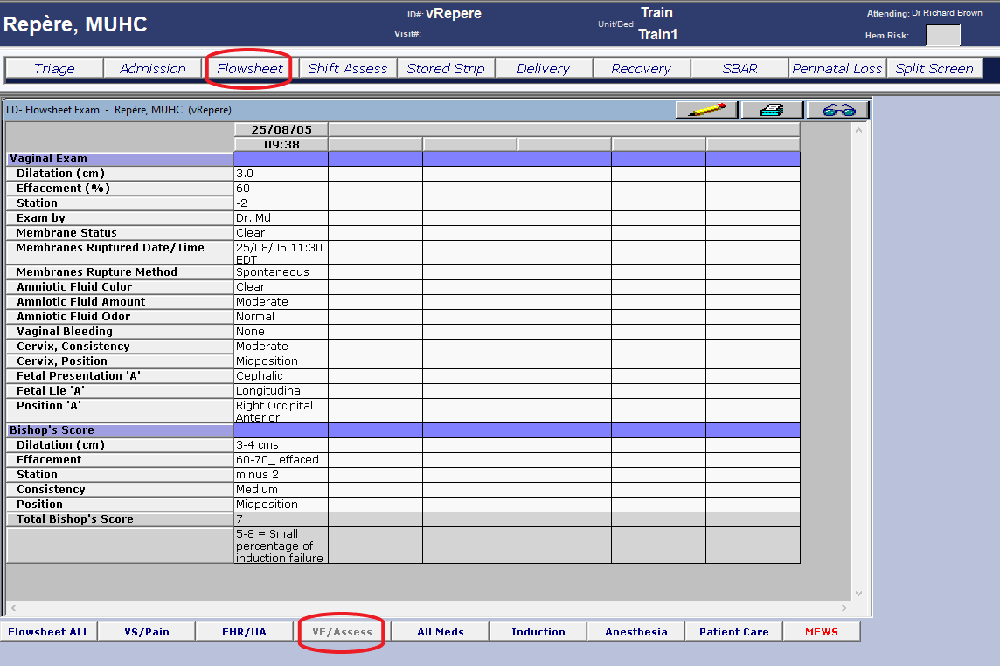 Repère, MUHC
ID#: vRepere
Visit#:
Unit/Bed: Train
Train1
Attending: Dr Richard Brown
Hem Risk:
Triage Admission Flowsheet Shift Assess Stored Strip Delivery Recovery SBAR Perinatal Loss Split Screen
LD- Flowsheet Exam - Repère, MUHC (vRepere)
25/08/05
09:38
Vaginal Exam
Dilatation (cm) 3.0
Effacement (%) 60
Station -2
Exam by Dr. Md
Membrane Status Clear
Membranes Ruptured Date/Time 25/08/05 11:30
EDT
Membranes Rupture Method Spontaneous
Amniotic Fluid Color Clear
Amniotic Fluid Amount Moderate
Amniotic Fluid Odor Normal
Vaginal Bleeding None
Cervix, Consistency Moderate
Cervix, Position Midposition
Fetal Presentation 'A' Cephalic
Fetal Lie 'A' Longitudinal
Position 'A' Right Occipital
Anterior
Bishop's Score
Dilatation (cm) 3-4 cms
Effacement 60-70_ effaced
Station minus 2
Consistency Medium
Position Midposition
Total Bishop's Score 7
5-8 = Small
percentage of
induction failure
Flowsheet ALL VS/Pain FHR/UA VE/Assess All Meds Induction Anesthesia Patient Care MEWS